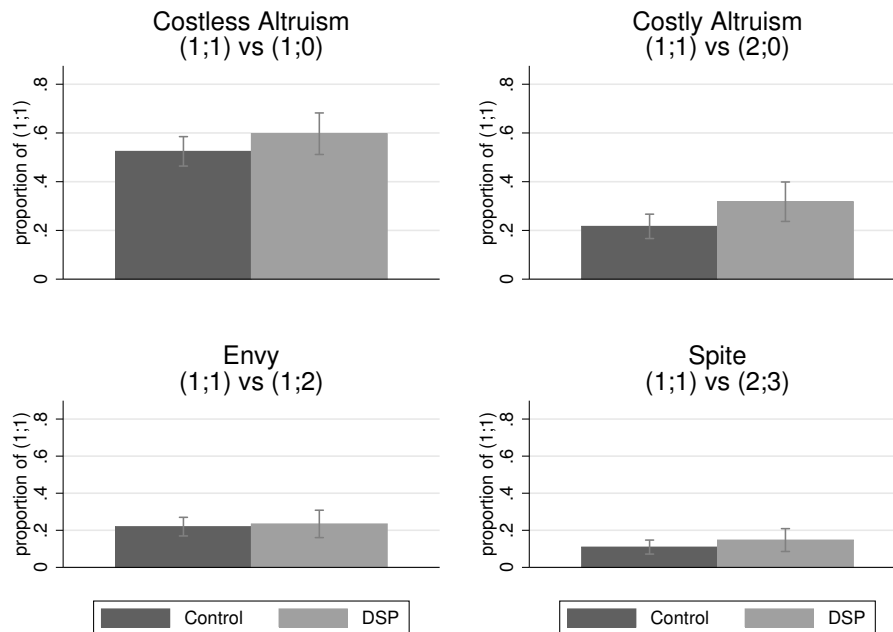 Costless Altruism
(1;1) vs (1;0)
proportion of (1;1)
0 .2 .4 .6 .8
Costly Altruism
(1;1) vs (2;0)
proportion of (1;1)
0 .2 .4 .6 .8
Envy
(1;1) vs (1;2)
proportion of (1;1)
0 .2 .4 .6 .8
Spite
(1;1) vs (2;3)
proportion of (1;1)
0 .2 .4 .6 .8
Control DSP
Control DSP